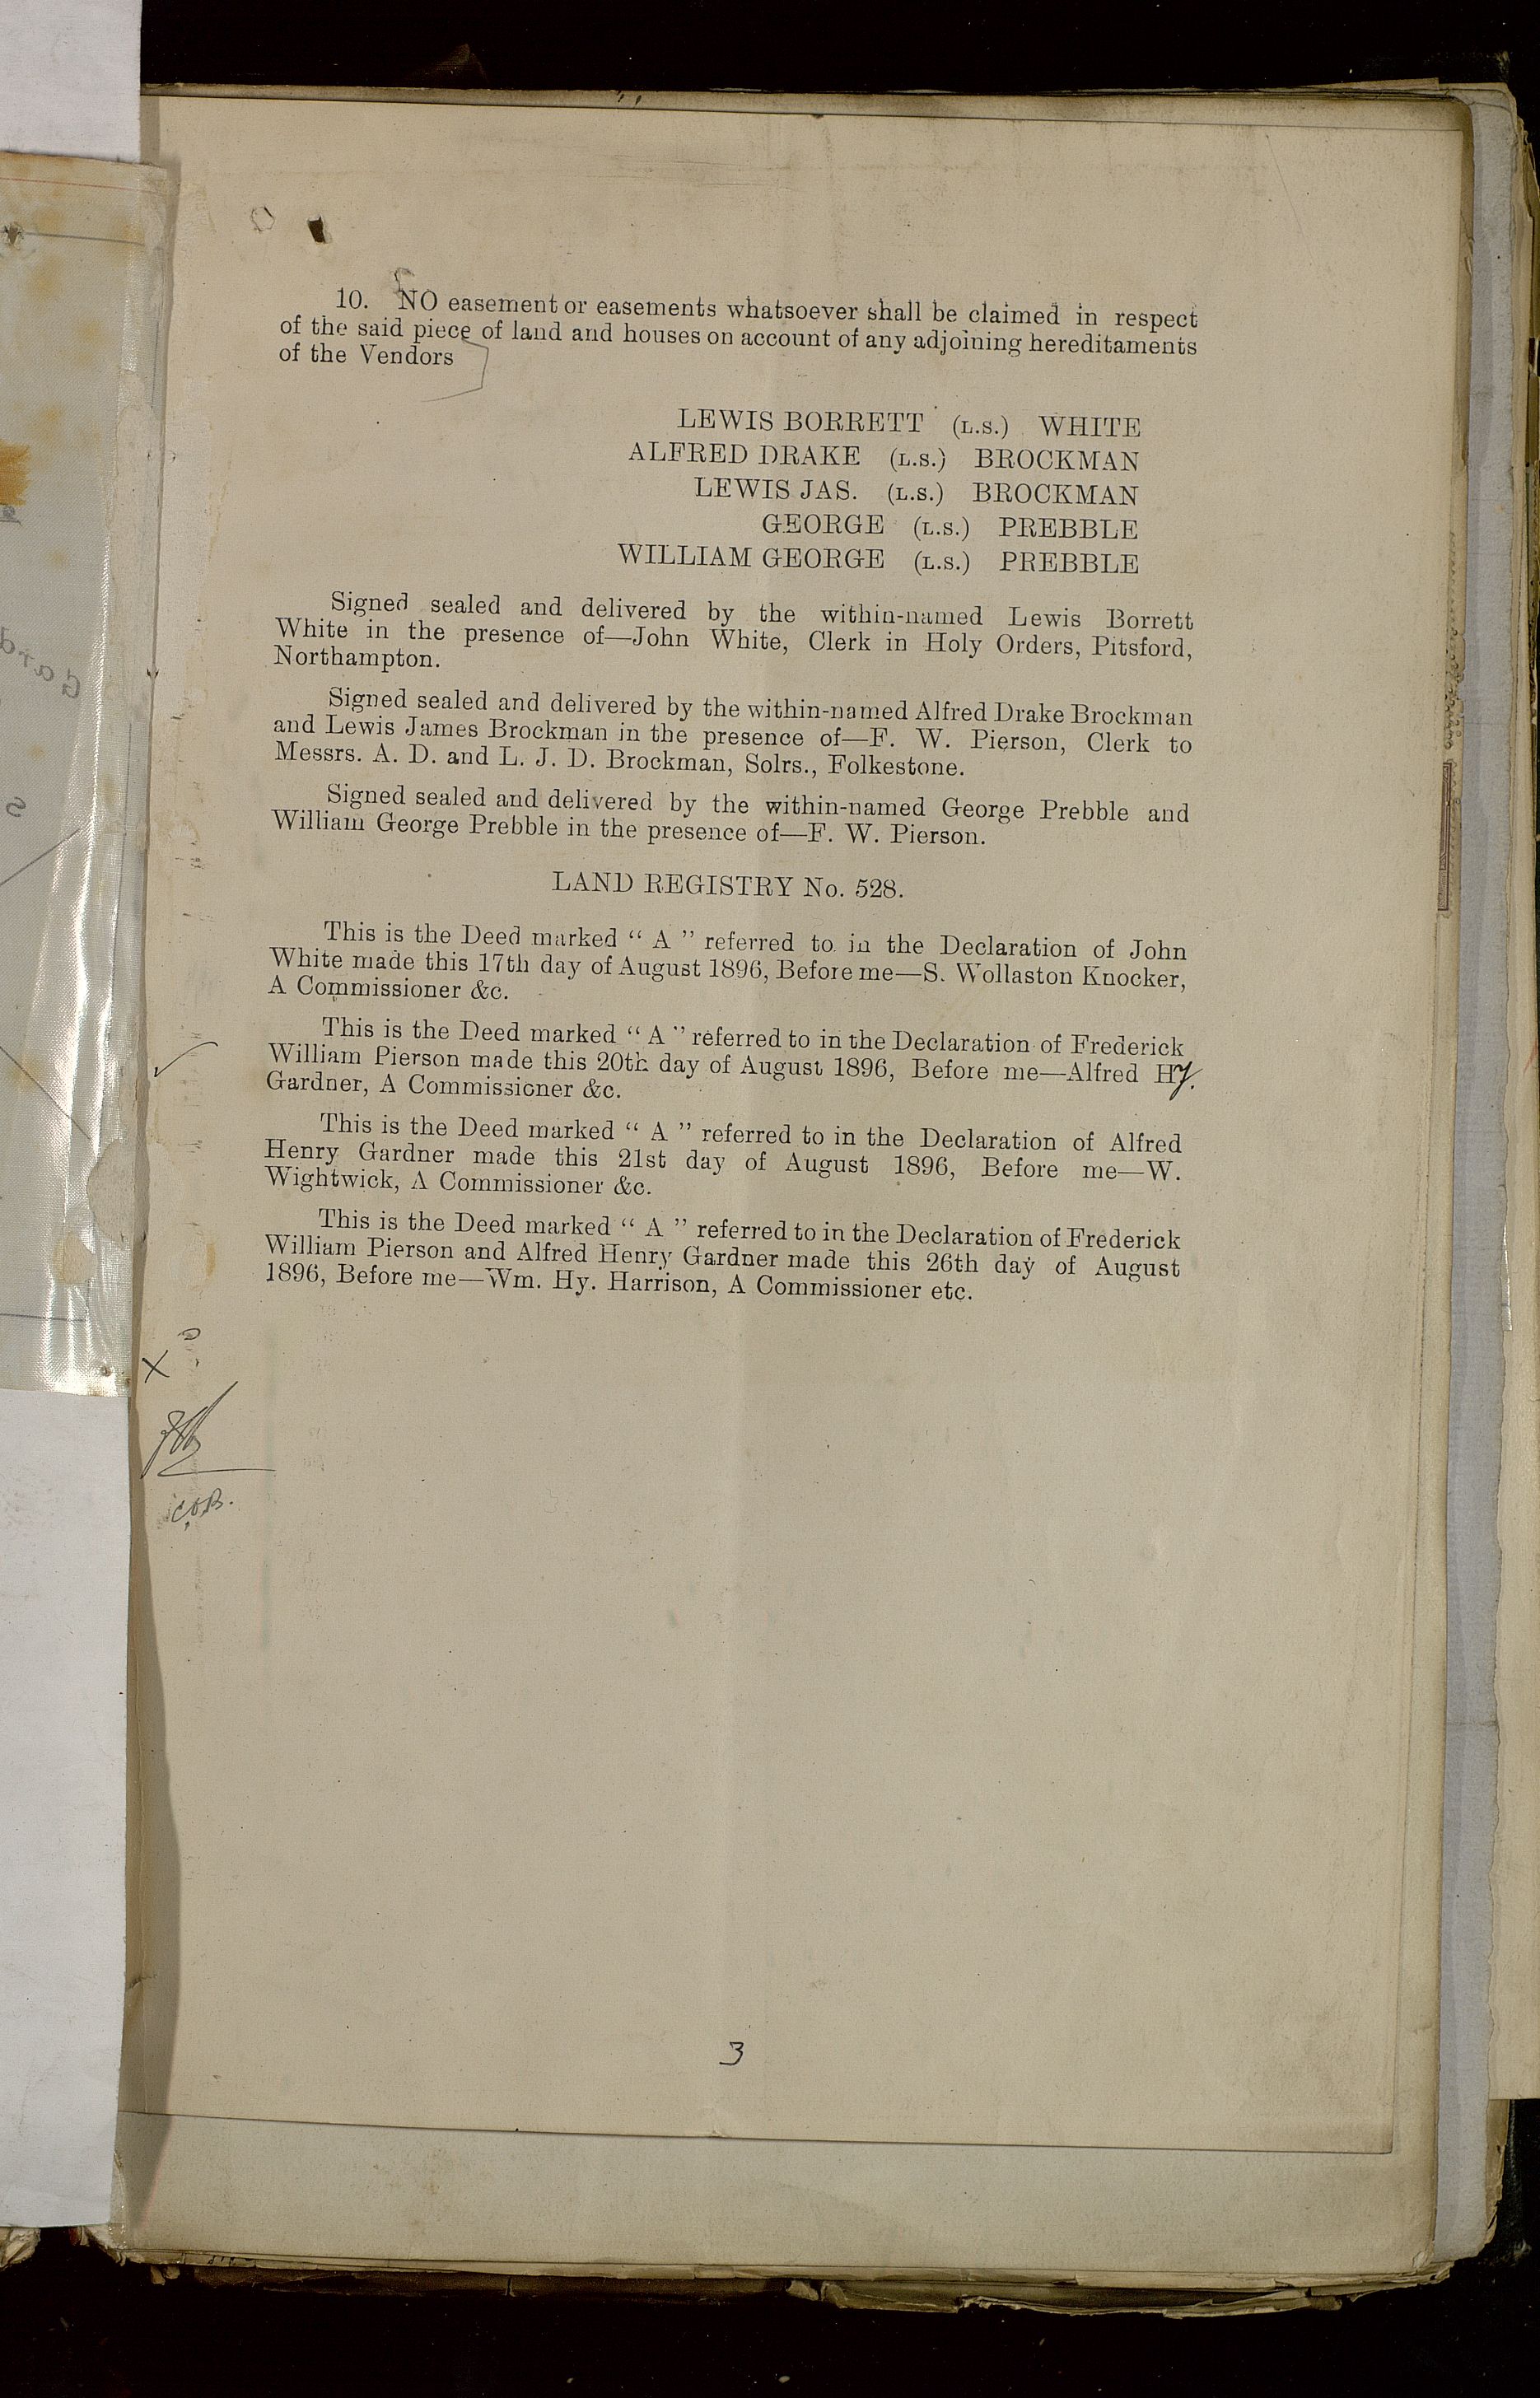 10. NO easement or easements whatsoever shall be claimed in respect
of the said piece of land and houses on account of any adjoining hereditaments
of the Vendors
LEWIS BORRETT (L.S.) WHITE
ALFRED DRAKE (L.S.) BROCKMAN
LEWIS JAS. (L.S.) BROCKMAN
GEORGE (L.S.) PREBBLE
WILLIAM GEORGE (L.S.) PREBBLE
Signed sealed and delivered by the within-named Lewis Borrett
White in the presence of—John White, Clerk in Holy Orders, Pitsford,
Northampton.
Signed sealed and delivered by the within-named Alfred Drake Brockman
and Lewis James Brockman in the presence of—F. W. Pierson, Clerk to
Messrs. A. D. and L. J. D. Brockman, Solrs., Folkestone.
Signed sealed and delivered by the within-named George Prebble and
William George Prebble in the presence of—F. W. Pierson.
LAND REGISTRY No. 528.
This is the Deed marked “ A ” referred to in the Declaration of John
White made this 17th day of August 1896, Before me—S. Wollaston Knocker,
A Commissioner &c.
This is the Deed marked “ A ” referred to in the Declaration of Frederick
William Pierson made this 20th day of August 1896, Before me—Alfred Hy.
Gardner, A Commissioner &c.
This is the Deed marked “ A ” referred to in the Declaration of Alfred
Henry Gardner made this 21st day of August 1896, Before me—W.
Wightwick, A Commissioner &c.
This is the Deed marked “ A ” referred to in the Declaration of Frederick
William Pierson and Alfred Henry Gardner made this 26th day of August
1896, Before me—Wm. Hy. Harrison, A Commissioner etc.
X
3